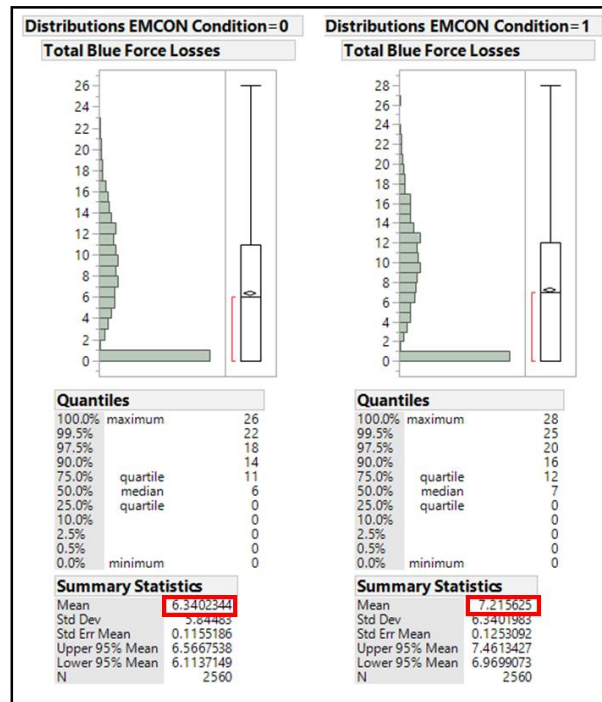 Distributions EMCON Condition=0
Total Blue Force Losses
26
24
22
20
18
16
14
12
10
8
6
4
2
0
Quantiles
100.0% maximum 26
99.5% 22
97.5% 18
90.0% 14
75.0% quartile 11
50.0% median 6
25.0% quartile 0
10.0% 0
2.5% 0
0.5% 0
0.0% minimum 0
Summary Statistics
Mean 6.3402344
Std Dev 5.84483
Std Err Mean 0.1155186
Upper 95% Mean 6.5667538
Lower 95% Mean 6.1137149
N 2560
Distributions EMCON Condition=1
Total Blue Force Losses
28
26
24
22
20
18
16
14
12
10
8
6
4
2
0
Quantiles
100.0% maximum 28
99.5% 25
97.5% 20
90.0% 16
75.0% quartile 12
50.0% median 7
25.0% quartile 0
10.0% 0
2.5% 0
0.5% 0
0.0% minimum 0
Summary Statistics
Mean 7.215625
Std Dev 6.3401983
Std Err Mean 0.1253092
Upper 95% Mean 7.4613427
Lower 95% Mean 6.9699073
N 2560